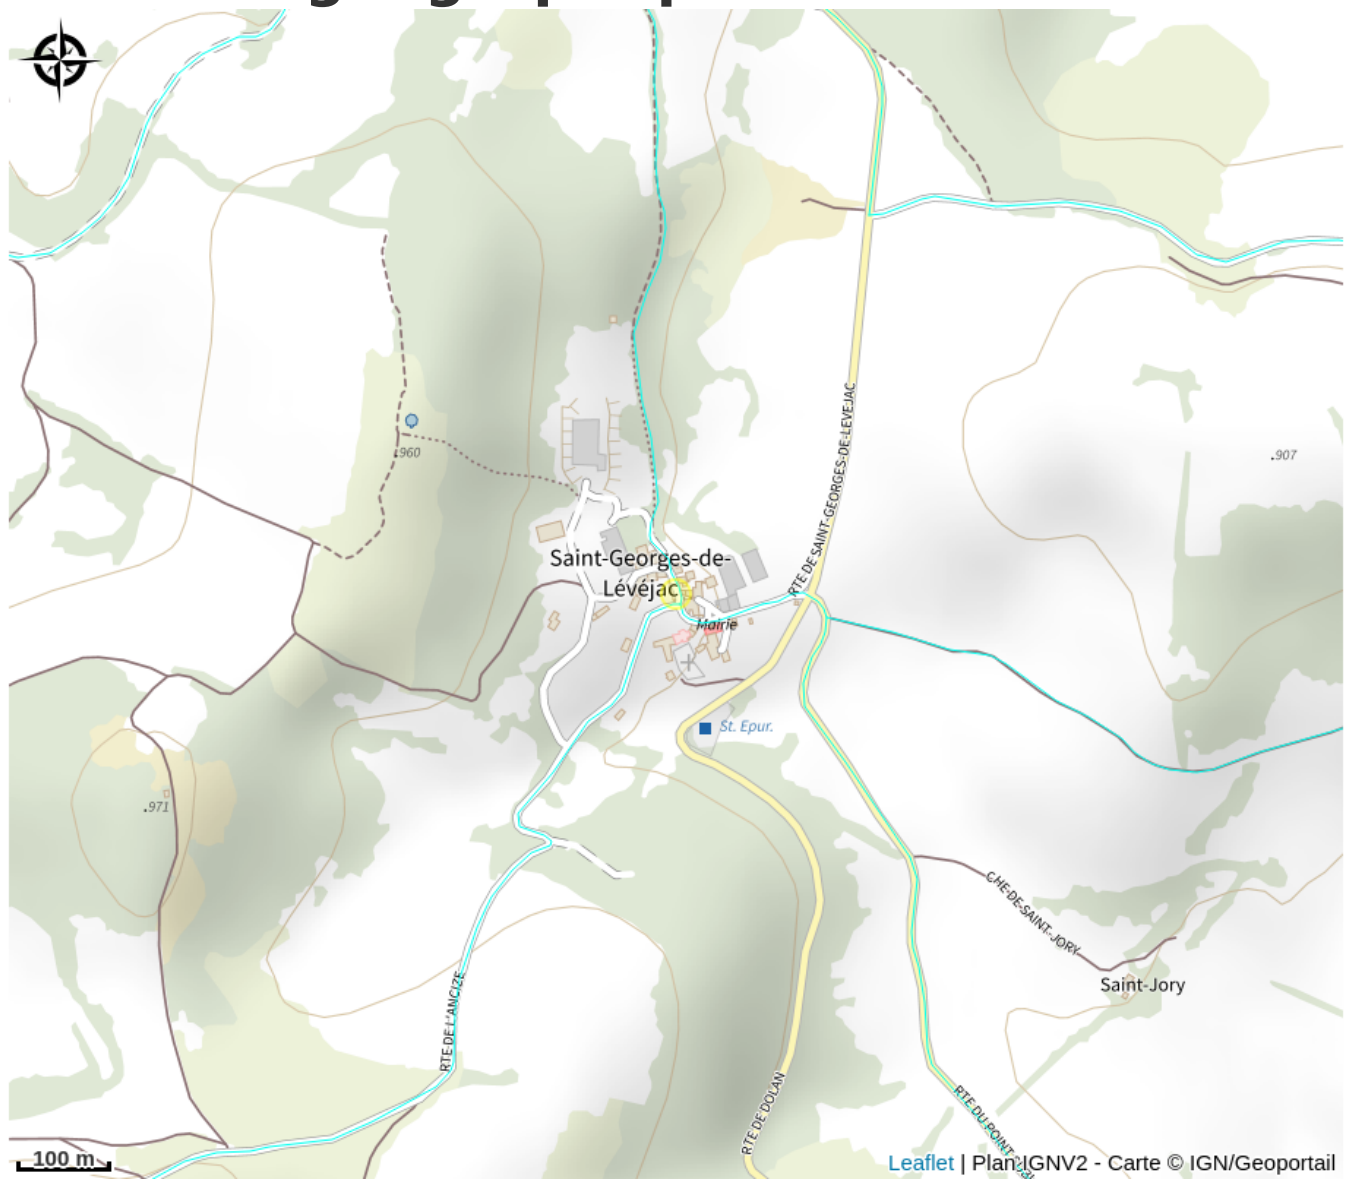 RTE DE SAINT-GEORGES-DE-LEVEJAC
.960
.907
Saint-Georges-de-
Lévéjac
Mairie
St. Epur.
.971
CHE-DE-SAINT-JORY
Saint-Jory
RTE-DE-L'ANCIZE
RTE-DE-DOLAN
RTE DU POINT
100 m
Leaflet | Plan IGNV2 - Carte © IGN/Geoportail